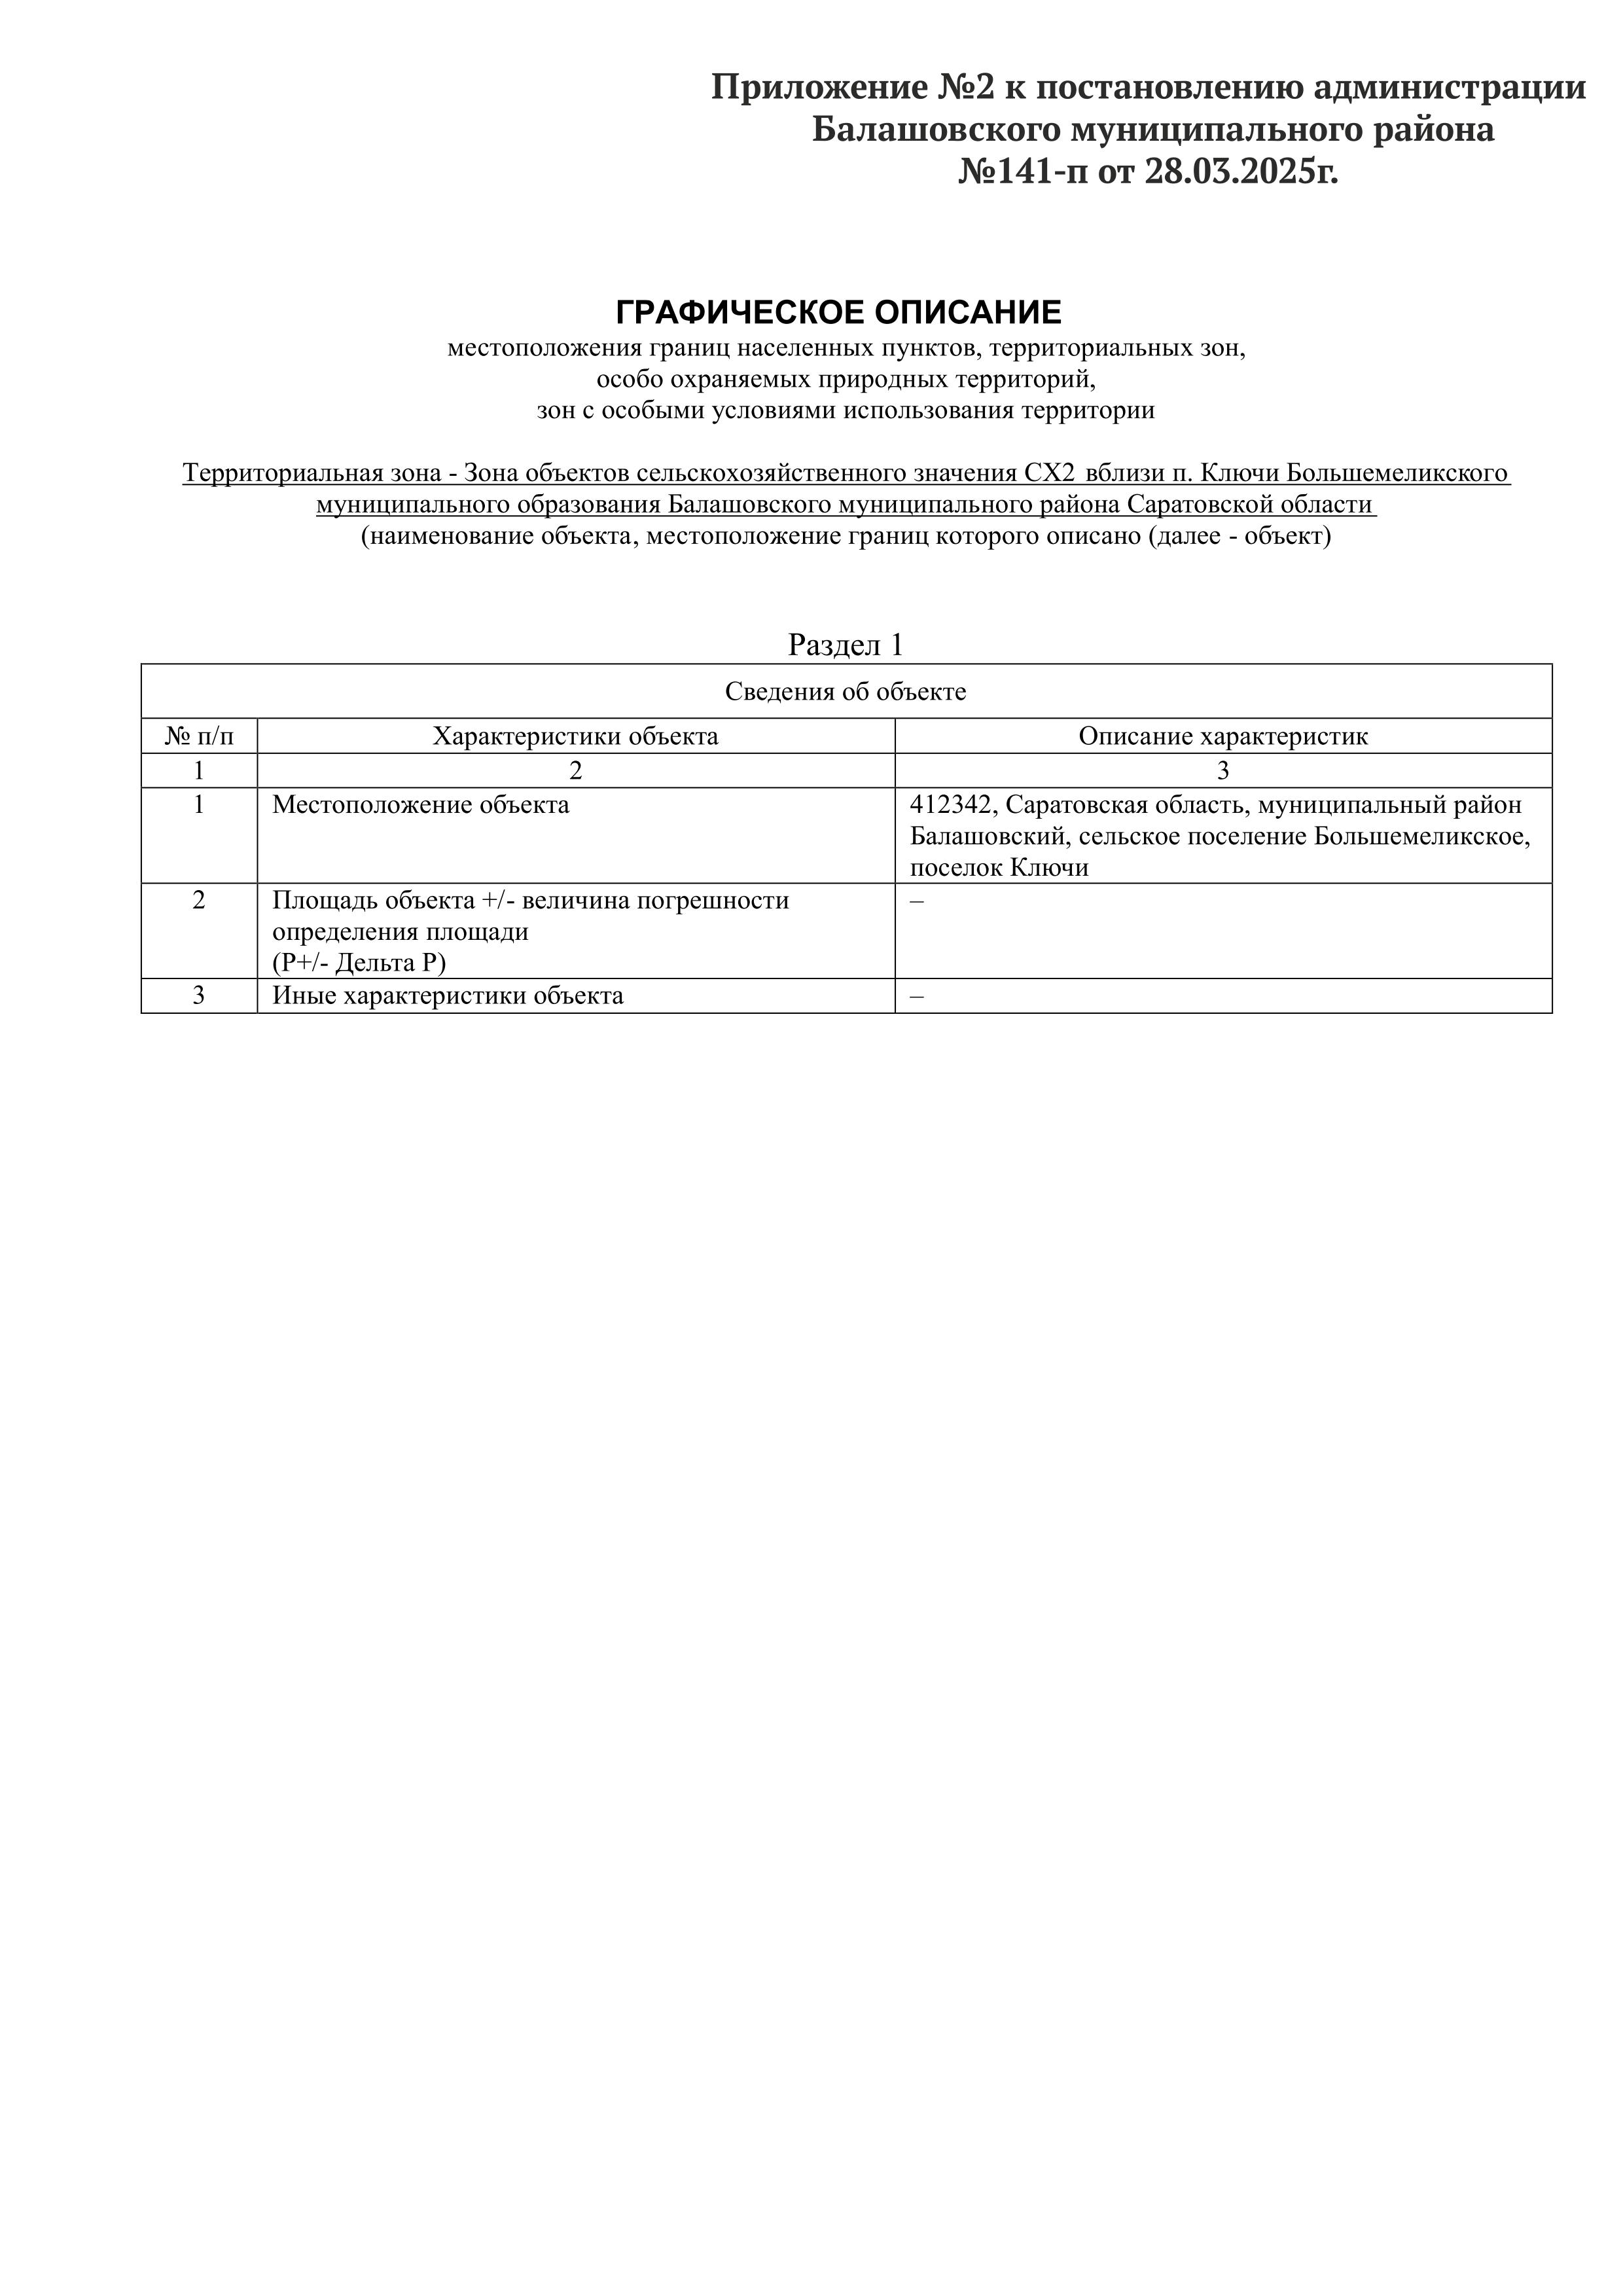 Приложение №2 к постановлению администрации
Балашовского муниципального района
№141-п от 28.03.2025г.
ГРАФИЧЕСКОЕ ОПИСАНИЕ
местоположения границ населенных пунктов, территориальных зон,
особо охраняемых природных территорий,
зон с особыми условиями использования территории
Территориальная зона - Зона объектов сельскохозяйственного значения СХ2 вблизи п. Ключи Большемеликского
муниципального образования Балашовского муниципального района Саратовской области
(наименование объекта, местоположение границ которого описано (далее - объект)
Раздел 1
Сведения об объекте
№ п/п Характеристики объекта Описание характеристик
1 2 3
1 Местоположение объекта 412342, Саратовская область, муниципальный район
Балашовский, сельское поселение Большемеликское,
поселок Ключи
2 Площадь объекта +/- величина погрешности –
определения площади
(Р+/- Дельта Р)
3 Иные характеристики объекта –